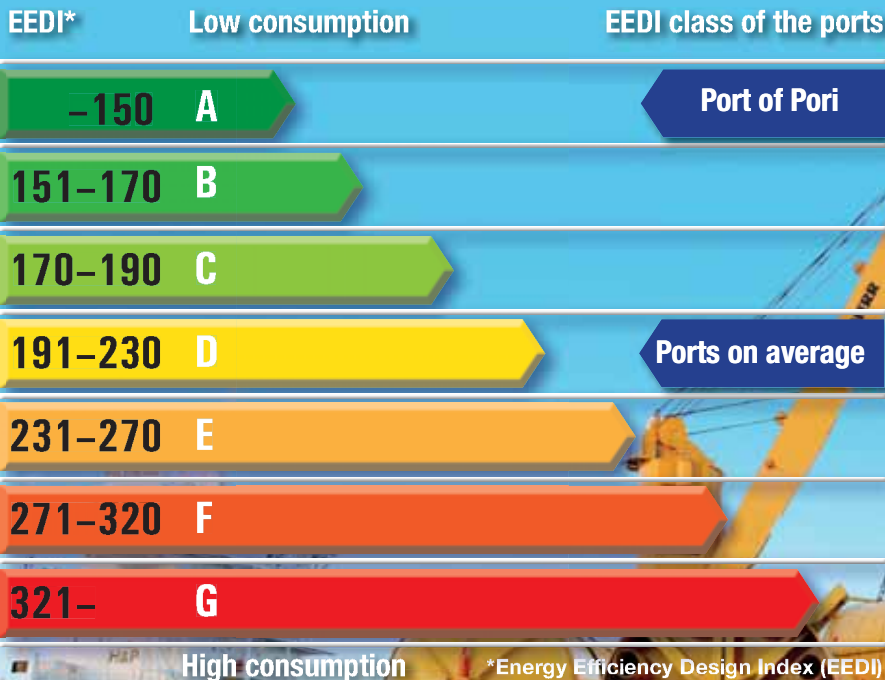 EEDI* Low consumption EEDI class of the ports
–150 A Port of Pori
151–170 B
170–190 C
191–230 D Ports on average
231–270 E
271–320 F
321– G
High consumption *Energy Efficiency Design Index (EEDI)
H&P